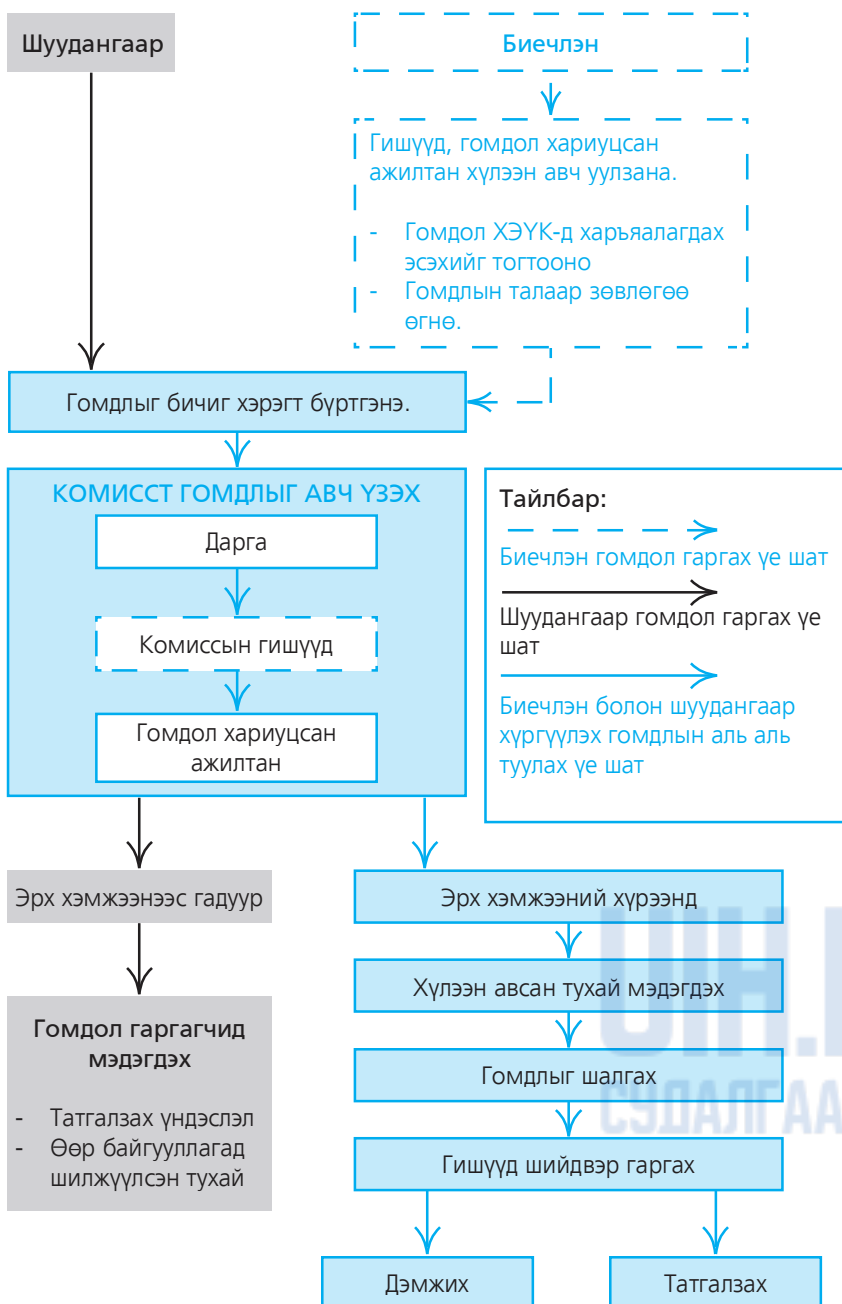 Шуудангаар
Биечлэн
Гишүүд, гомдол хариуцсан
ажилтан хүлээн авч уулзана.
- Гомдол ХЭҮК-д харъяалагдах
эсэхийг тогтооно
- Гомдлын талаар зөвлөгөө
өгнө.
Гомдлыг бичиг хэрэгт бүртгэнэ.
КОМИССТ ГОМДЛЫГ АВЧ ҮЗЭХ
Дарга
Комиссын гишүүд
Гомдол хариуцсан
ажилтан
Тайлбар:
Биечлэн гомдол гаргах үе шат
Шуудангаар гомдол гаргах үе
шат
Биечлэн болон шуудангаар
хүргүүлэх гомдлын аль аль
туулах үе шат
Эрх хэмжээнээс гадуур
Гомдол гаргагчид
мэдэгдэх
- Татгалзах үндэслэл
- Өөр байгууллагад
шилжүүлсэн тухай
Эрх хэмжээний хүрээнд
Хүлээн авсан тухай мэдэгдэх
Гомдлыг шалгах
Гишүүд шийдвэр гаргах
Дэмжих
Татгалзах